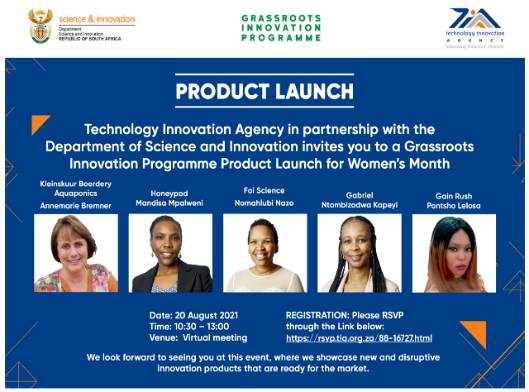 science & innovation
Department
Science and Innovation
REPUBLIC OF SOUTH AFRICA
GRASSROOTS
INNOVATION
PROGRAMME
technology innovation
AGENCY
PRODUCT LAUNCH
Technology Innovation Agency in partnership with the
Department of Science and Innovation invites you to a Grassroots
Innovation Programme Product Launch for Women's Month
Kleinskuur Boerdery
Aquaponics
Annemarie Bremner
Honeypod
Mandisa Mpalweni
Foi Science
Nomahlubi Nazo
Gabriel
Ntombizodwa Kapeyi
Gain Rush
Pontsho Lelosa
Date: 20 August 2021
Time: 10:30 – 13:00
Venue: Virtual meeting
REGISTRATION: Please RSVP
through the Link below:
https://rsvp.tia.org.za/88-16727.html
We look forward to seeing you at this event, where we showcase new and disruptive
innovation products that are ready for the market.